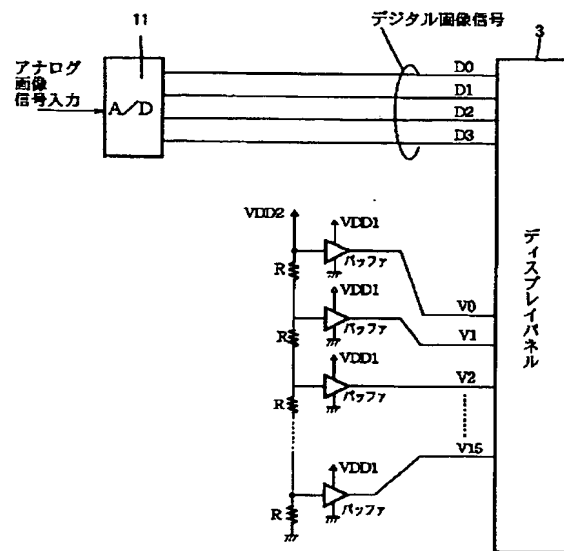 11
デジタル画像信号
3
アナログ
画像
信号入力
A/D
D0
D1
D2
D3
VDD2
VDD1
R
バッファ
V0
VDD1
R
バッファ
V1
VDD1
R
バッファ
V2
VDD1
R
バッファ
V15
ディスプレイパネル